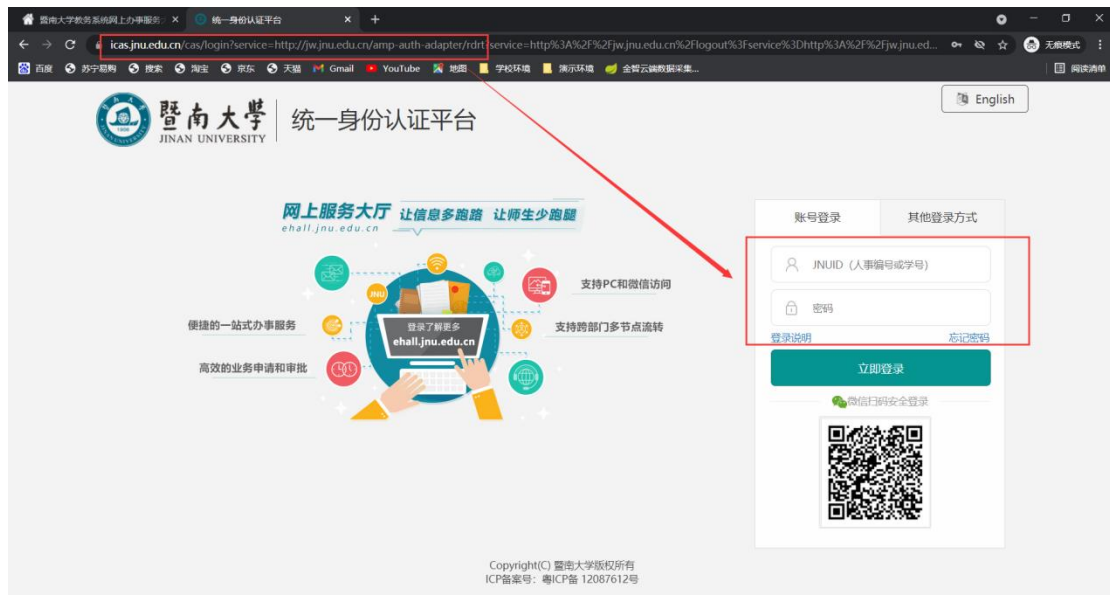 暨南大学教务系统网上办事服务
统一身份认证平台
icas.jnu.edu.cn/cas/login?service=http://jw.jnu.edu.cn/amp-auth-adapter/rdrt?service=http%3A%2F%2Fjw.jnu.edu.cn%2Flogout%3Fservice%3Dhttp%3A%2F%2Fjw.jnu.ed...
无痕模式
百度 苏宁易购 搜索 淘宝 京东 天猫 Gmail YouTube 地图 学校环境 演示环境 金智云端数据采集...
阅读清单
暨南大學
JINAN UNIVERSITY
1906
统一身份认证平台
English
网上服务大厅 让信息多跑路 让师生少跑腿
ehall.jnu.edu.cn
JNU
支持PC和微信访问
便捷的一站式办事服务
支持跨部门多节点流转
登录了解更多
ehall.jnu.edu.cn
高效的业务申请和审批
账号登录
其他登录方式
JNUID（人事编号或学号）
密码
登录说明
忘记密码
立即登录
微信扫码安全登录
Copyright(C) 暨南大学版权所有
ICP备案号：粤ICP备 12087612号